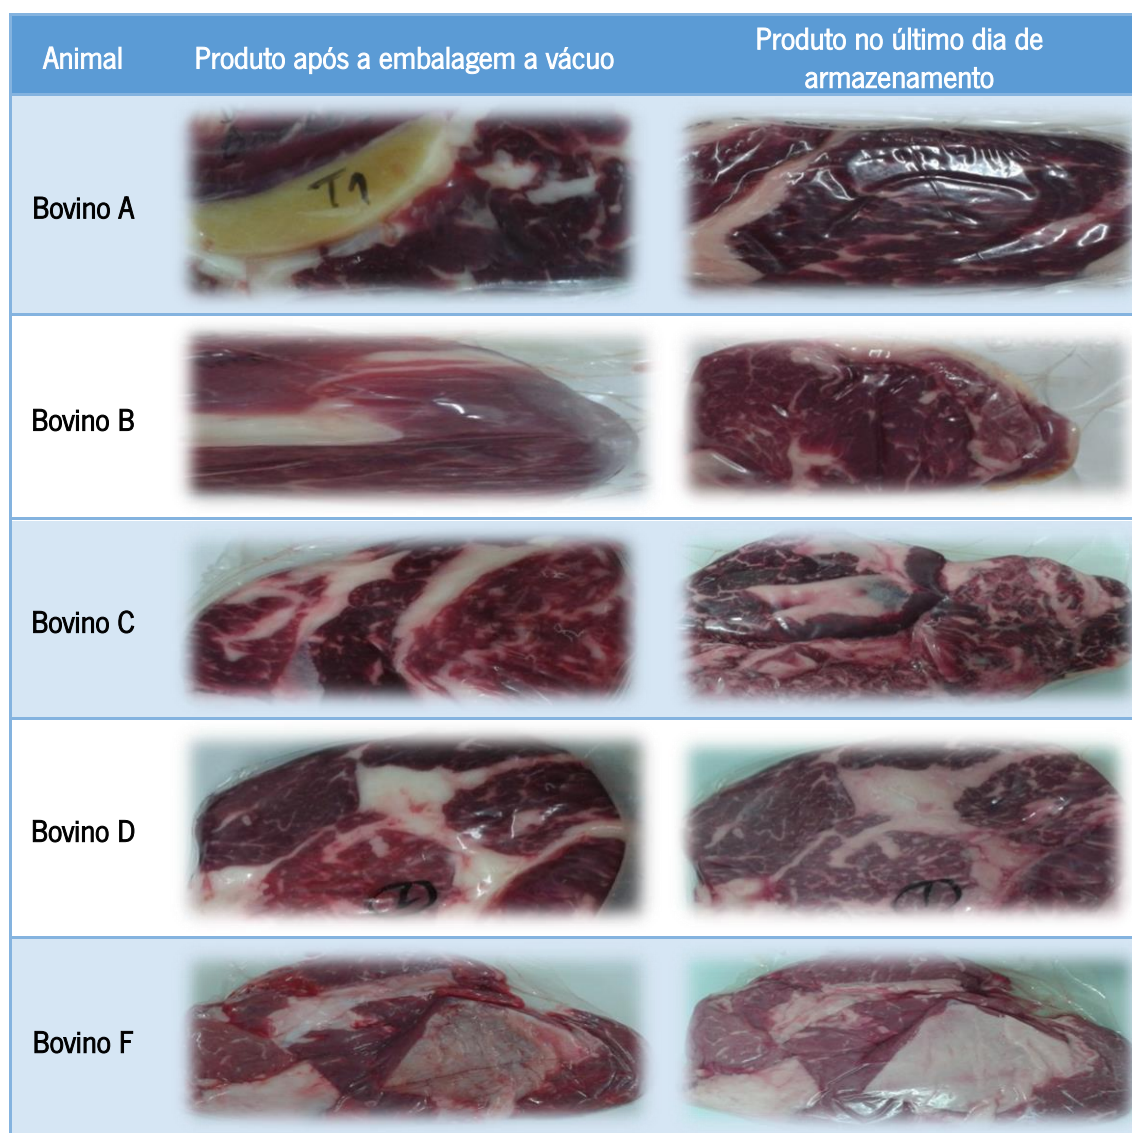 Animal
Produto após a embalagem a vácuo
Produto no último dia de
armazenamento
Bovino A
T1
Bovino B
Bovino C
Bovino D
Bovino F